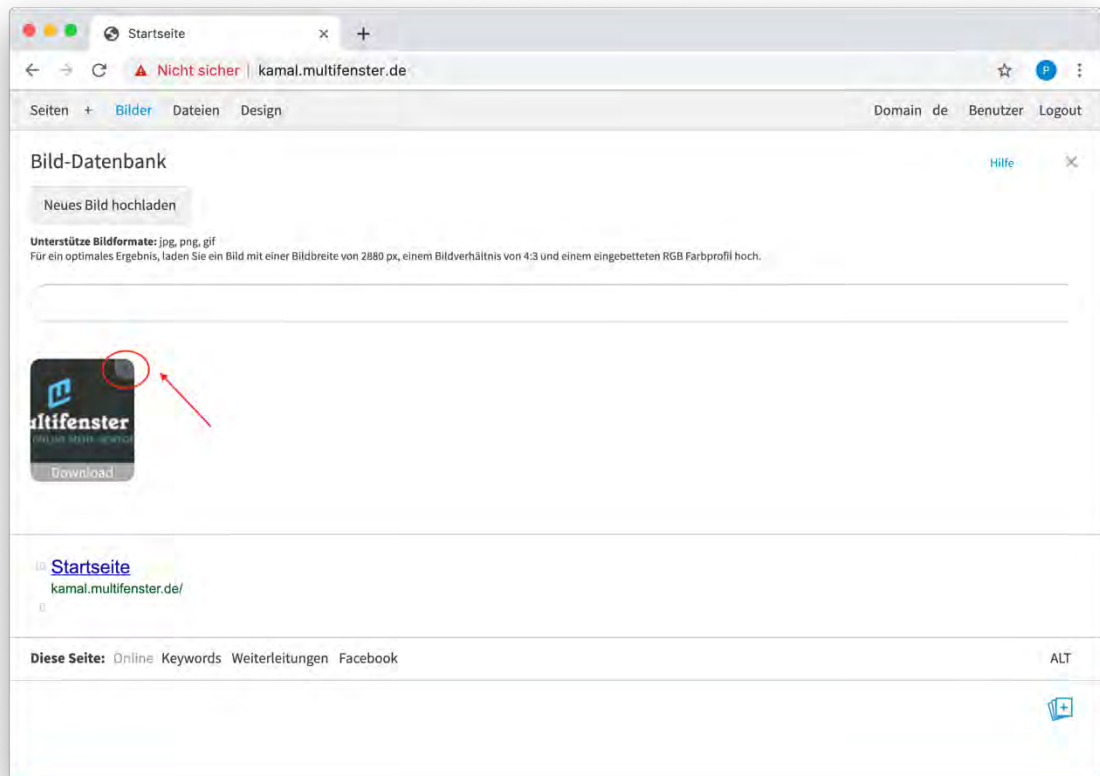 Startseite
Nicht sicher | kamal.multifenster.de
P
Seiten + Bilder Dateien Design Domain de Benutzer Logout
Bild-Datenbank
Hilfe
Neues Bild hochladen
Unterstütze Bildformate: jpg, png, gif
Für ein optimales Ergebnis, laden Sie ein Bild mit einer Bildbreite von 2880 px, einem Bildverhältnis von 4:3 und einem eingebetteten RGB Farbprofil hoch.
ultifenster
Download
10 Startseite
kamal.multifenster.de/
Diese Seite: Online Keywords Weiterleitungen Facebook ALT